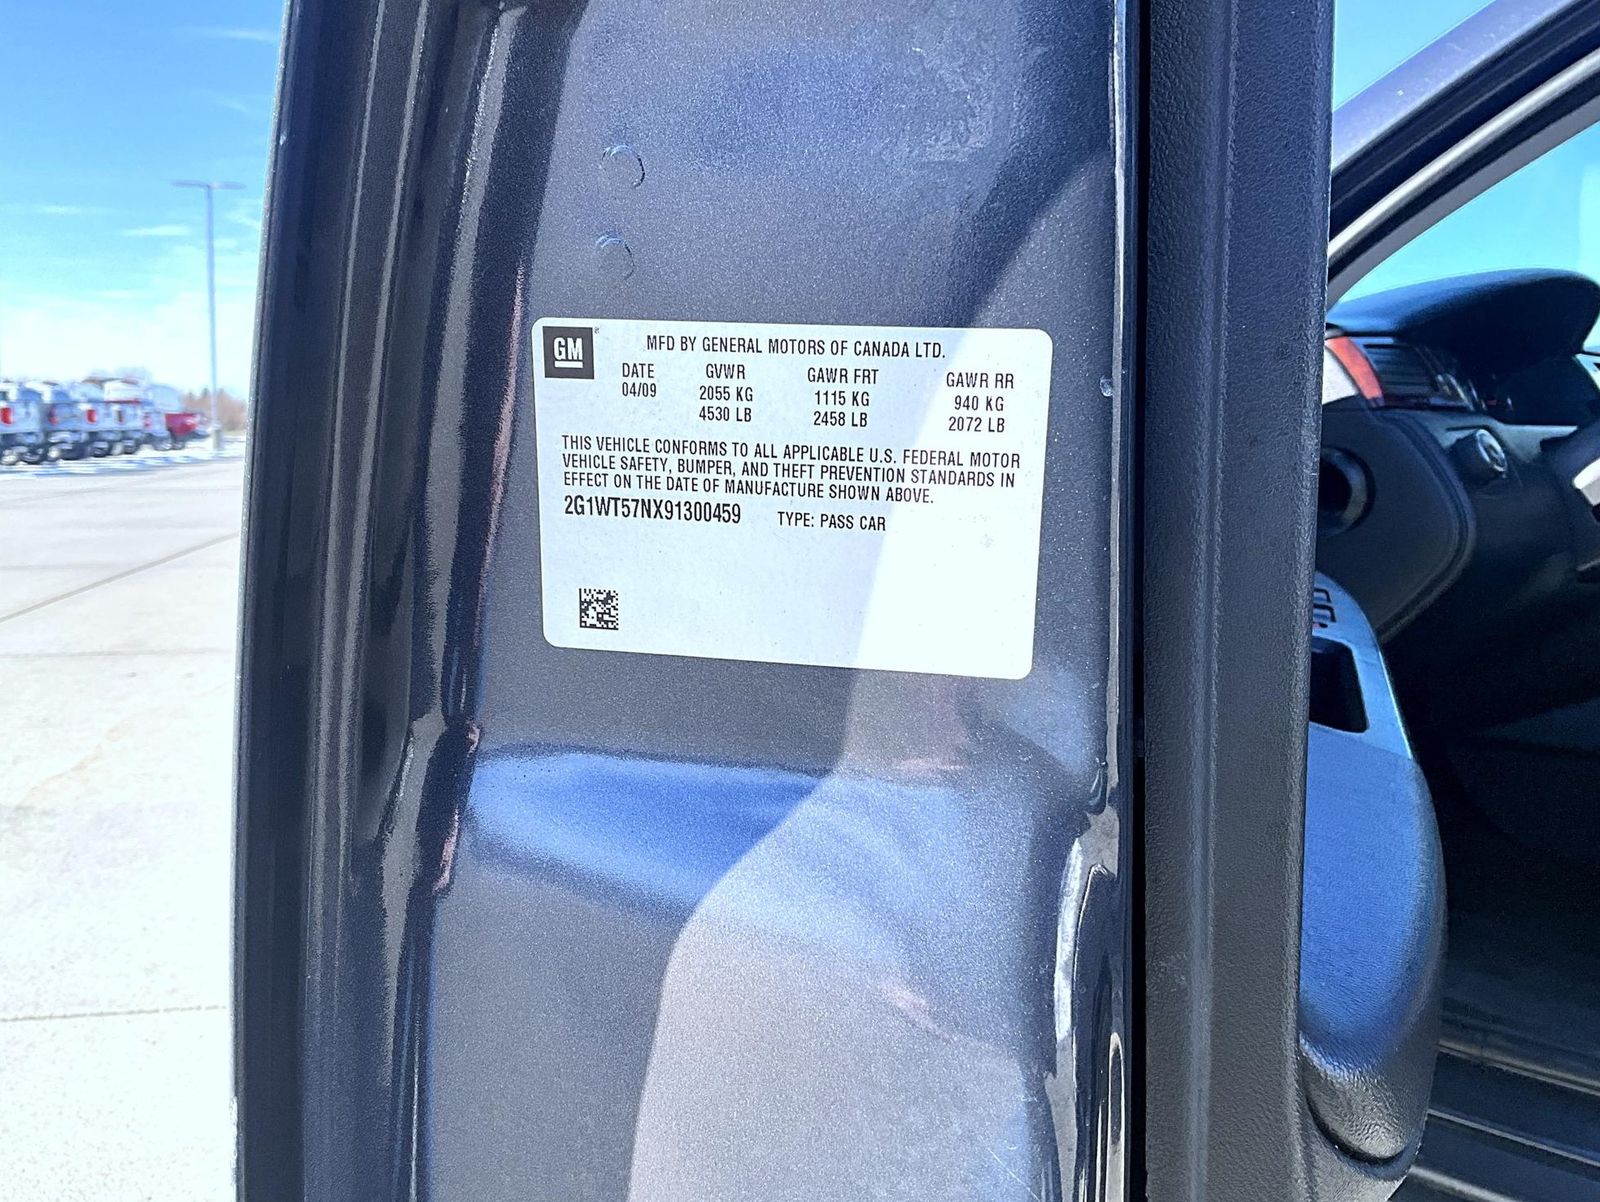 GM
MFD BY GENERAL MOTORS OF CANADA LTD.
DATE GVWR GAWR FRT GAWR RR
04/09 2055 KG 1115 KG 940 KG
4530 LB 2458 LB 2072 LB
THIS VEHICLE CONFORMS TO ALL APPLICABLE U.S. FEDERAL MOTOR
VEHICLE SAFETY, BUMPER, AND THEFT PREVENTION STANDARDS IN
EFFECT ON THE DATE OF MANUFACTURE SHOWN ABOVE.
2G1WT57NX91300459 TYPE: PASS CAR